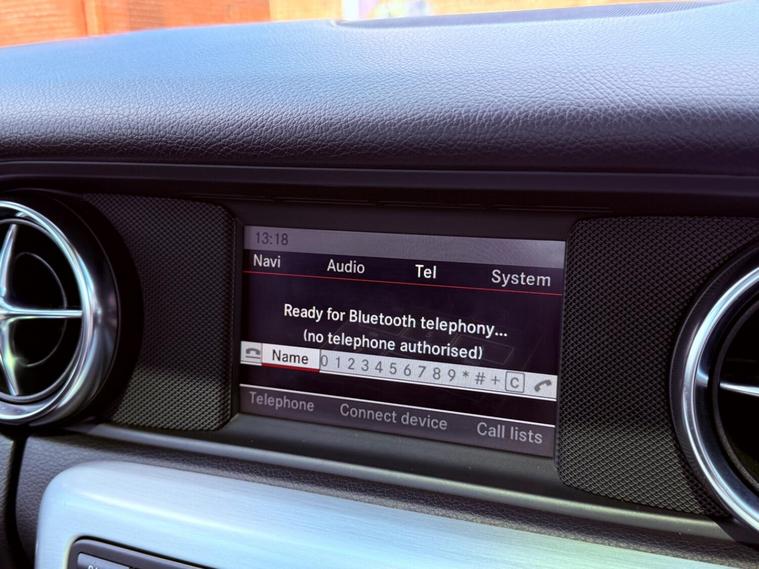 13:18
Navi Audio Tel System
Ready for Bluetooth telephony...
(no telephone authorised)
Name 0 1 2 3 4 5 6 7 8 9 * # + C
Telephone Connect device Call lists